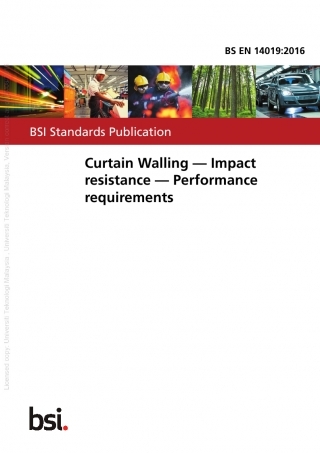 BS EN 14019:2016
BSI Standards Publication
Curtain Walling — Impact
resistance — Performance
requirements
bsi.
Licensed copy: Universiti Teknologi Malaysia, Universiti Teknologi Malaysia, Version